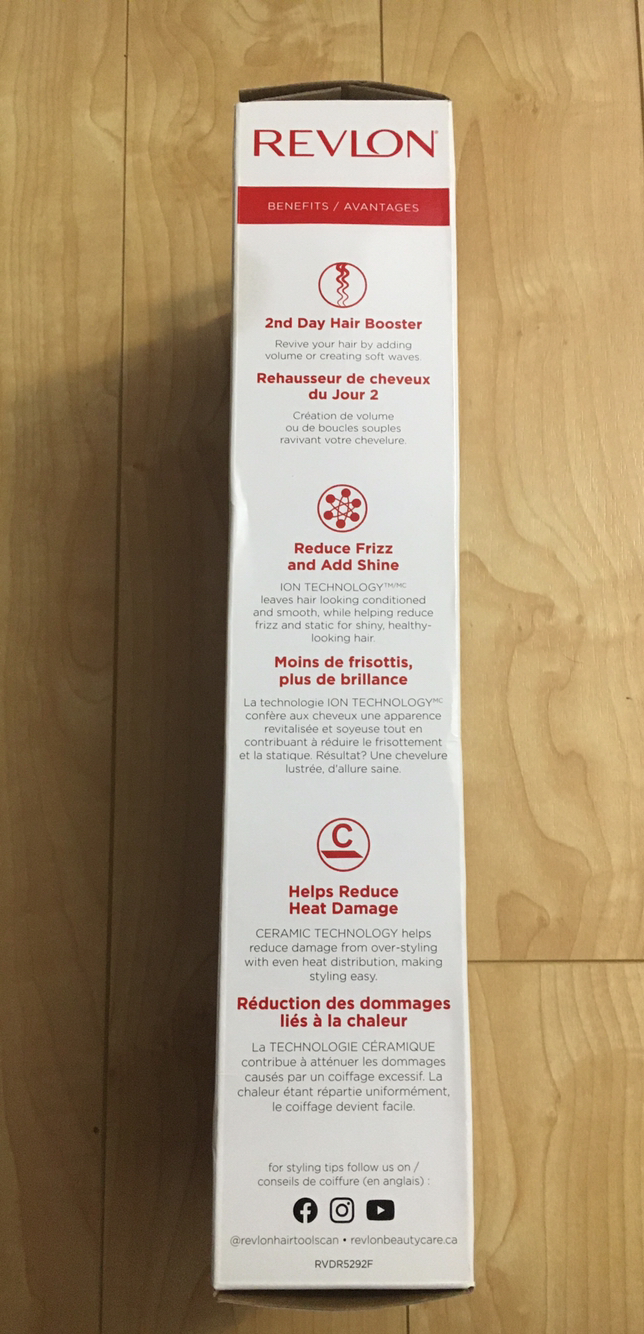 REVLON®
BENEFITS / AVANTAGES
2nd Day Hair Booster
Revive your hair by adding
volume or creating soft waves.
Rehausseur de cheveux
du Jour 2
Création de volume
ou de boucles souples
ravivant votre chevelure.
Reduce Frizz
and Add Shine
ION TECHNOLOGY™/MC
leaves hair looking conditioned
and smooth, while helping reduce
frizz and static for shiny, healthy-
looking hair.
Moins de frisottis,
plus de brillance
La technologie ION TECHNOLOGYMC
confère aux cheveux une apparence
revitalisée et soyeuse tout en
contribuant à réduire le frisottement
et la statique. Résultat? Une chevelure
lustrée, d'allure saine.
C
Helps Reduce
Heat Damage
CERAMIC TECHNOLOGY helps
reduce damage from over-styling
with even heat distribution, making
styling easy.
Réduction des dommages
liés à la chaleur
La TECHNOLOGIE CÉRAMIQUE
contribue à atténuer les dommages
causés par un coiffage excessif. La
chaleur étant répartie uniformément,
le coiffage devient facile.
for styling tips follow us on /
conseils de coiffure (en anglais) :
@revlonhairtoolscan • revlonbeautycare.ca
RVDR5292F